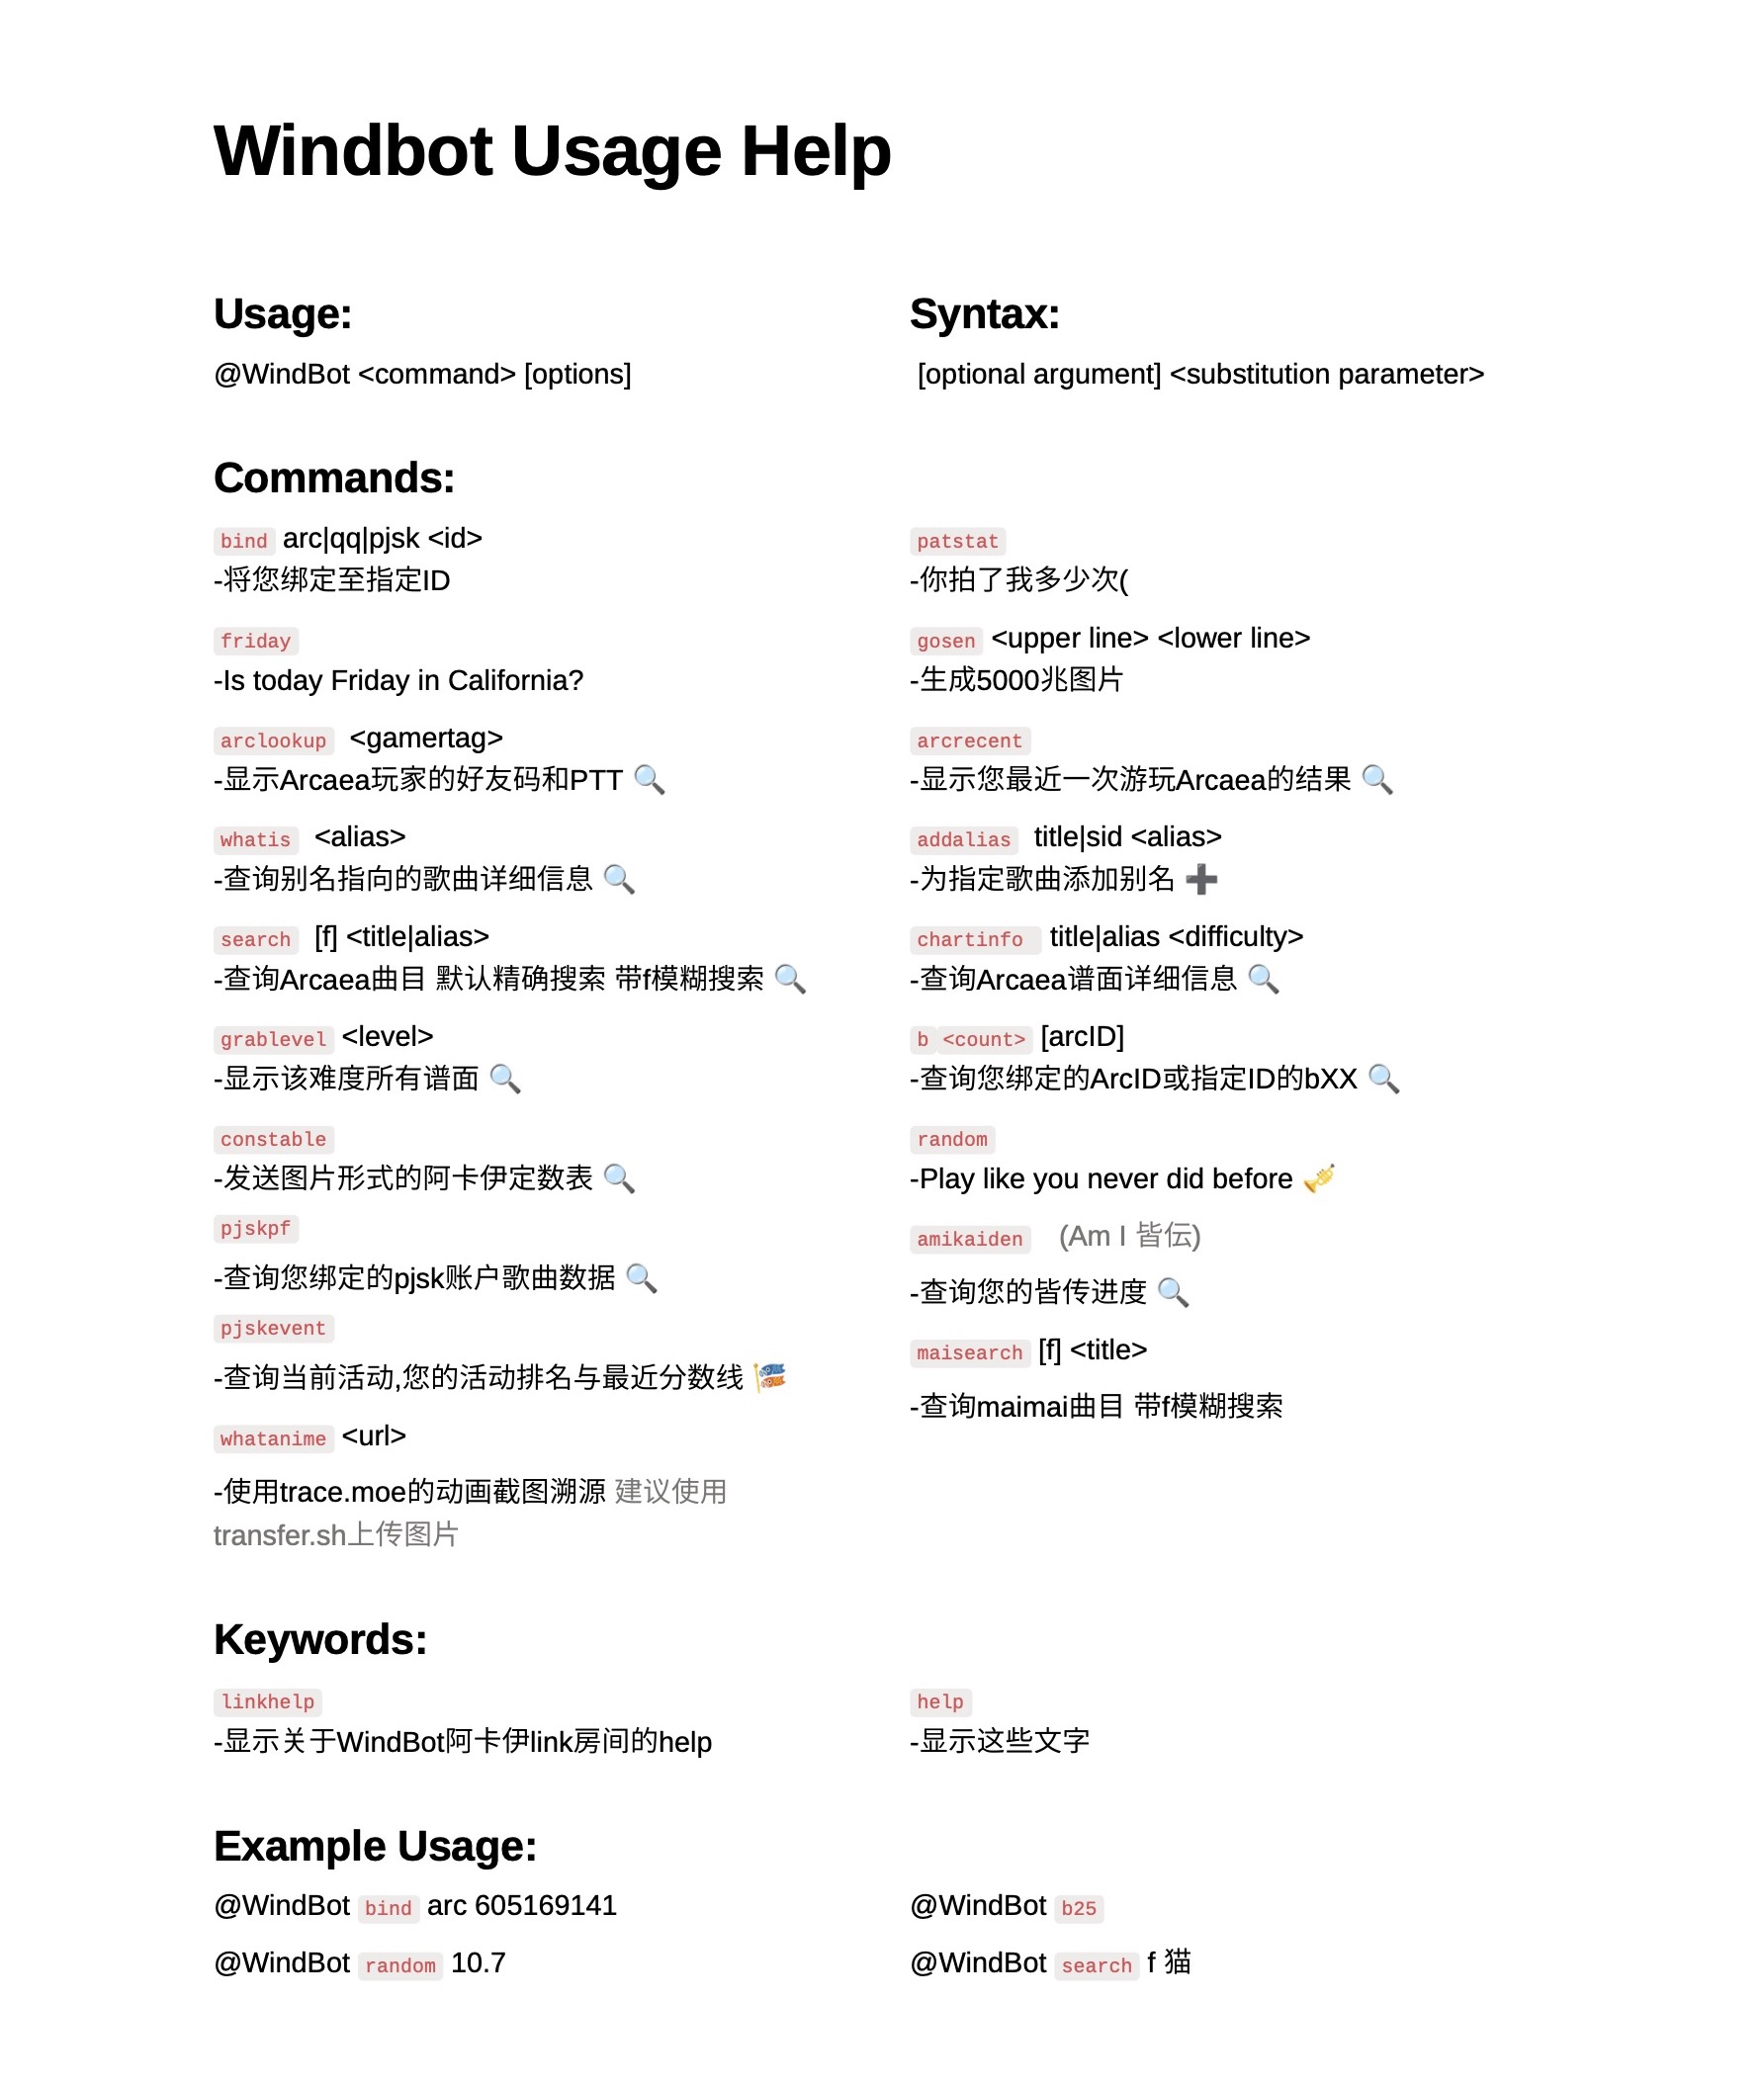 Windbot Usage Help
Usage:
@WindBot <command> [options]
Syntax:
[optional argument] <substitution parameter>
Commands:
bind arc|qq|pjsk <id>
-将您绑定至指定ID
friday
-Is today Friday in California?
arclookup <gamertag>
-显示Arcaea玩家的好友码和PTT 🔍
whatis <alias>
-查询别名指向的歌曲详细信息 🔍
search [f] <title|alias>
-查询Arcaea曲目 默认精确搜索 带f模糊搜索 🔍
grablevel <level>
-显示该难度所有谱面 🔍
constable
-发送图片形式的阿卡伊定数表 🔍
pjskpf
-查询您绑定的pjsk账户歌曲数据 🔍
pjskevent
-查询当前活动,您的活动排名与最近分数线 🎏
whatanime <url>
-使用trace.moe的动画截图溯源 建议使用
transfer.sh上传图片
patstat
-你拍了我多少次(
gosen <upper line> <lower line>
-生成5000兆图片
arcrecent
-显示您最近一次游玩Arcaea的结果 🔍
addalias title|sid <alias>
-为指定歌曲添加别名 ➕
chartinfo title|alias <difficulty>
-查询Arcaea谱面详细信息 🔍
b <count> [arcID]
-查询您绑定的ArcID或指定ID的bXX 🔍
random
-Play like you never did before 🎺
amikaiden (Am I 皆伝)
-查询您的皆传进度 🔍
maisearch [f] <title>
-查询maimai曲目 带f模糊搜索
Keywords:
linkhelp
-显示关于WindBot阿卡伊link房间的help
help
-显示这些文字
Example Usage:
@WindBot bind arc 605169141
@WindBot random 10.7
@WindBot b25
@WindBot search f 猫